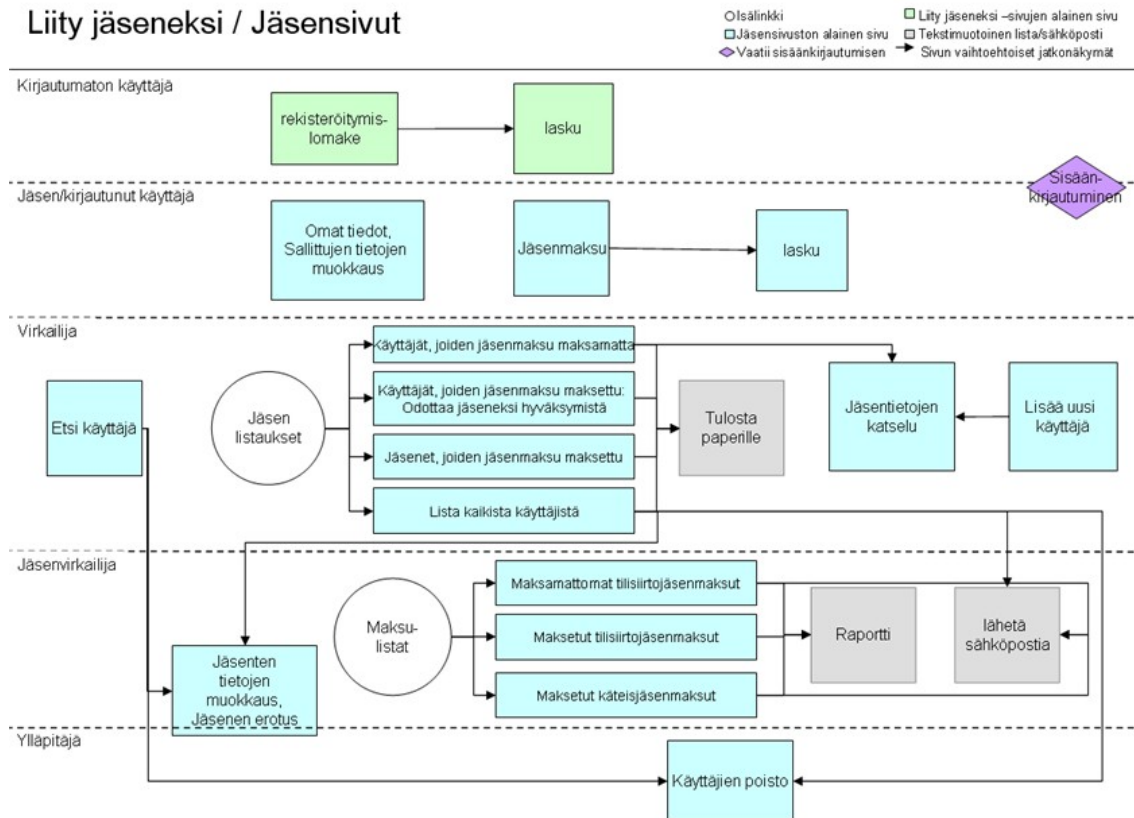 Liity jäseneksi / Jäsensivut
Isälinkki
Liity jäseneksi –sivujen alainen sivu
Jäsensivuston alainen sivu
Tekstimuotoinen lista/sähköposti
Vaatii sisäänkirjautumisen
Sivun vaihtoehtoiset jatkonäkymät
Kirjautumaton käyttäjä
rekisteröitymis-
lomake
lasku
Sisään-
kirjautuminen
Jäsen/kirjautunut käyttäjä
Omat tiedot,
Sallittujen tietojen
muokkaus
Jäsenmaksu
lasku
Virkailija
Etsi käyttäjä
Jäsen
listaukset
Käyttäjät, joiden jäsenmaksu maksamatta
Käyttäjät, joiden jäsenmaksu maksettu:
Odottaa jäseneksi hyväksymistä
Jäsenet, joiden jäsenmaksu maksettu
Lista kaikista käyttäjistä
Tulosta
paperille
Jäsentietojen
katselu
Lisää uusi
käyttäjä
Jäsenvirkailija
Jäsenten
tietojen
muokkaus,
Jäsenen erotus
Maksu-
listat
Maksamattomat tilisiirtojäsenmaksut
Maksetut tilisiirtojäsenmaksut
Maksetut käteisjäsenmaksut
Raportti
lähetä
sähköpostia
Ylläpitäjä
Käyttäjien poisto